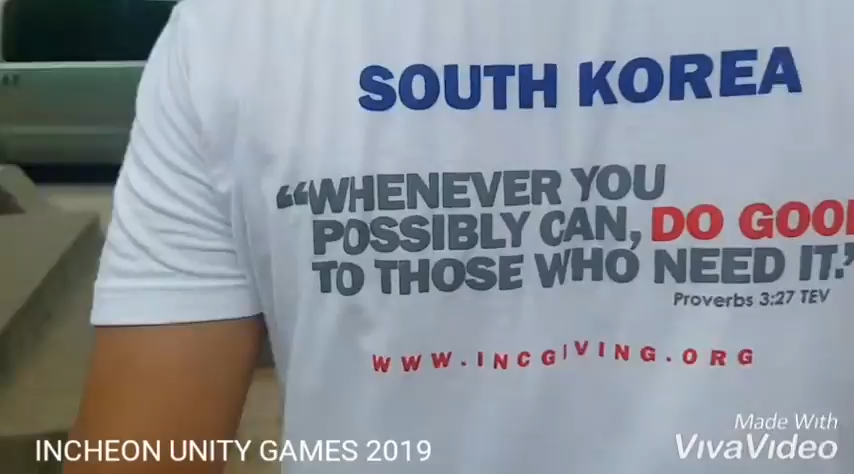 SOUTH KOREA
“WHENEVER YOU
POSSIBLY CAN, DO GOOD
TO THOSE WHO NEED IT.”
Proverbs 3:27 TEV
WWW.INCGIVING.ORG
INCHEON UNITY GAMES 2019
Made With
VivaVideo